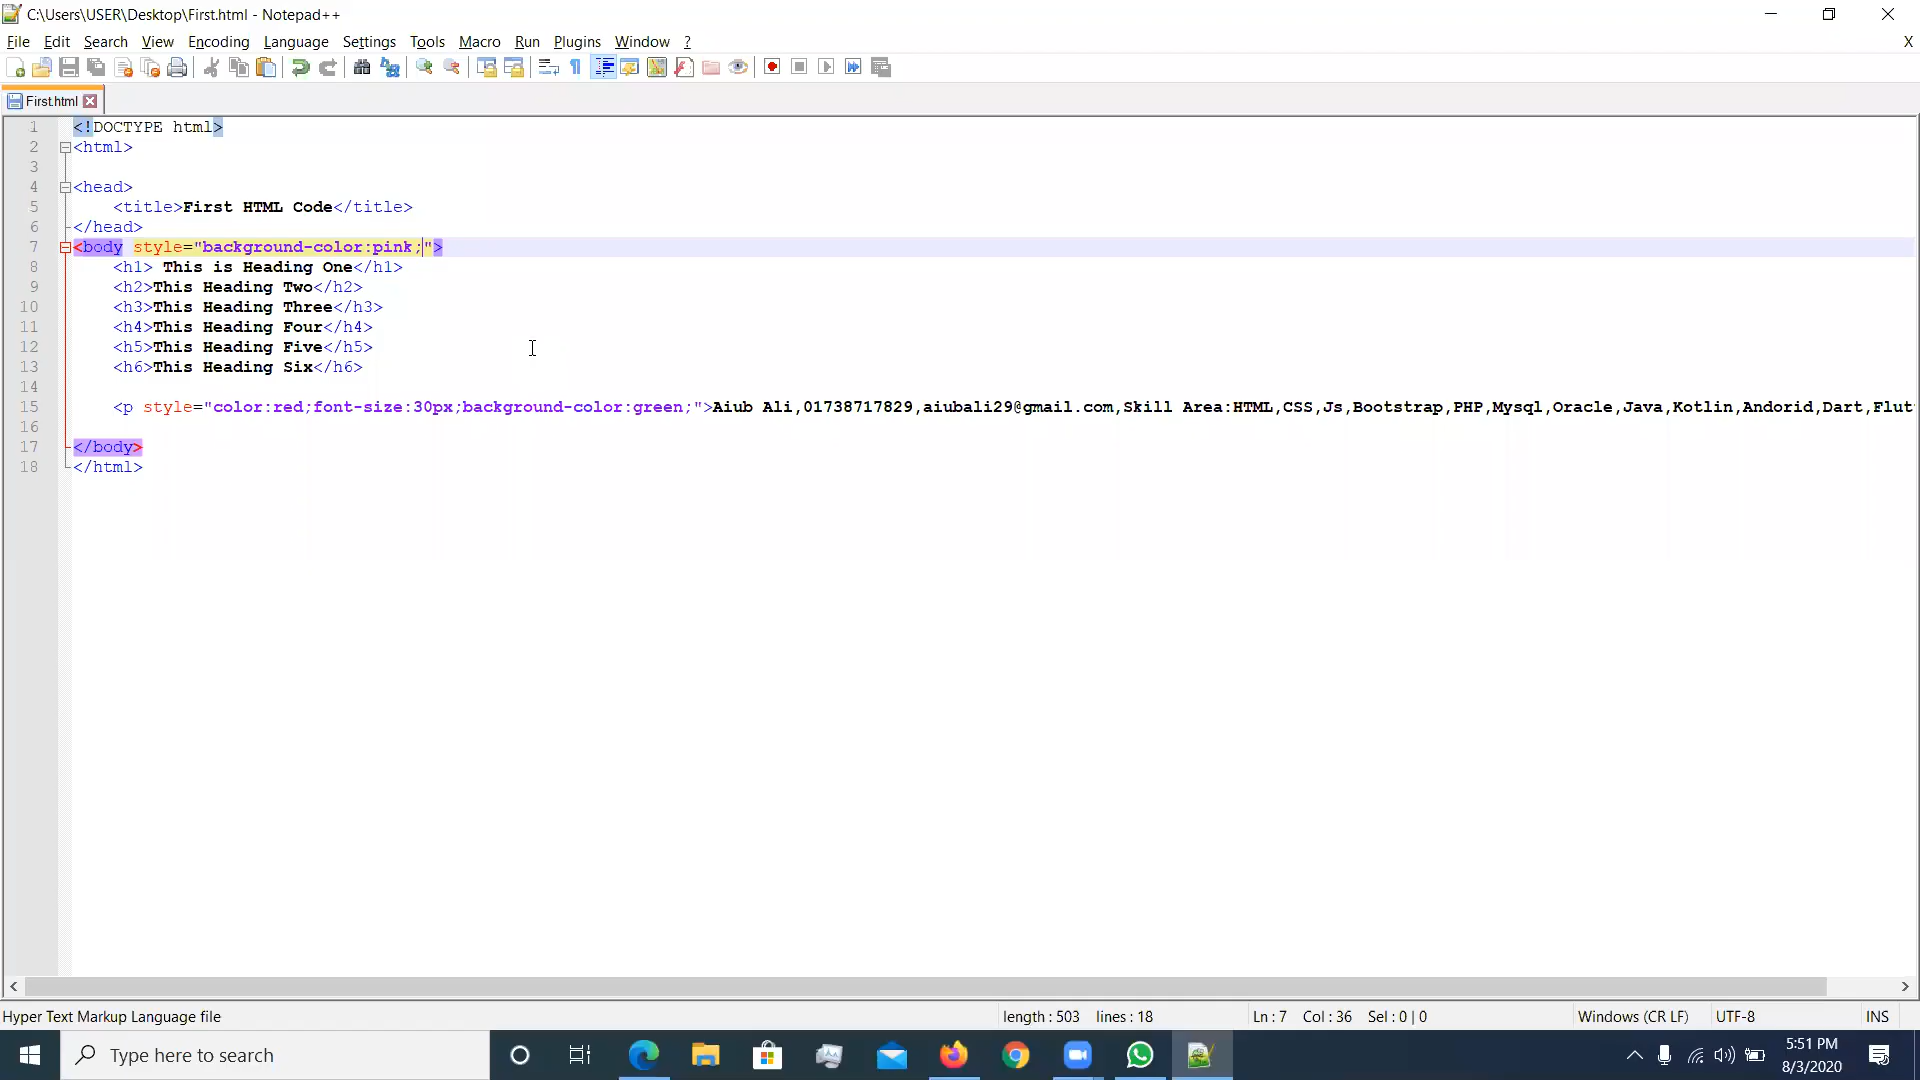 C:\Users\USER\Desktop\First.html - Notepad++
File Edit Search View Encoding Language Settings Tools Macro Run Plugins Window ? X
First.html
1 <!DOCTYPE html>
2 <html>
3
4 <head>
5 <title>First HTML Code</title>
6 </head>
7 <body style="background-color:pink;">
8 <h1> This is Heading One</h1>
9 <h2>This Heading Two</h2>
10 <h3>This Heading Three</h3>
11 <h4>This Heading Four</h4>
12 <h5>This Heading Five</h5>
13 <h6>This Heading Six</h6>
14
15 <p style="color:red;font-size:30px;background-color:green;">Aiub Ali,01738717829,aiubali29@gmail.com,Skill Area:HTML,CSS,Js,Bootstrap,PHP,Mysql,Oracle,Java,Kotlin,Andorid,Dart,Flut
16
17 </body>
18 </html>
Hyper Text Markup Language file length : 503 lines : 18 Ln : 7 Col : 36 Sel : 0 | 0 Windows (CR LF) UTF-8 INS
Type here to search
5:51 PM
8/3/2020